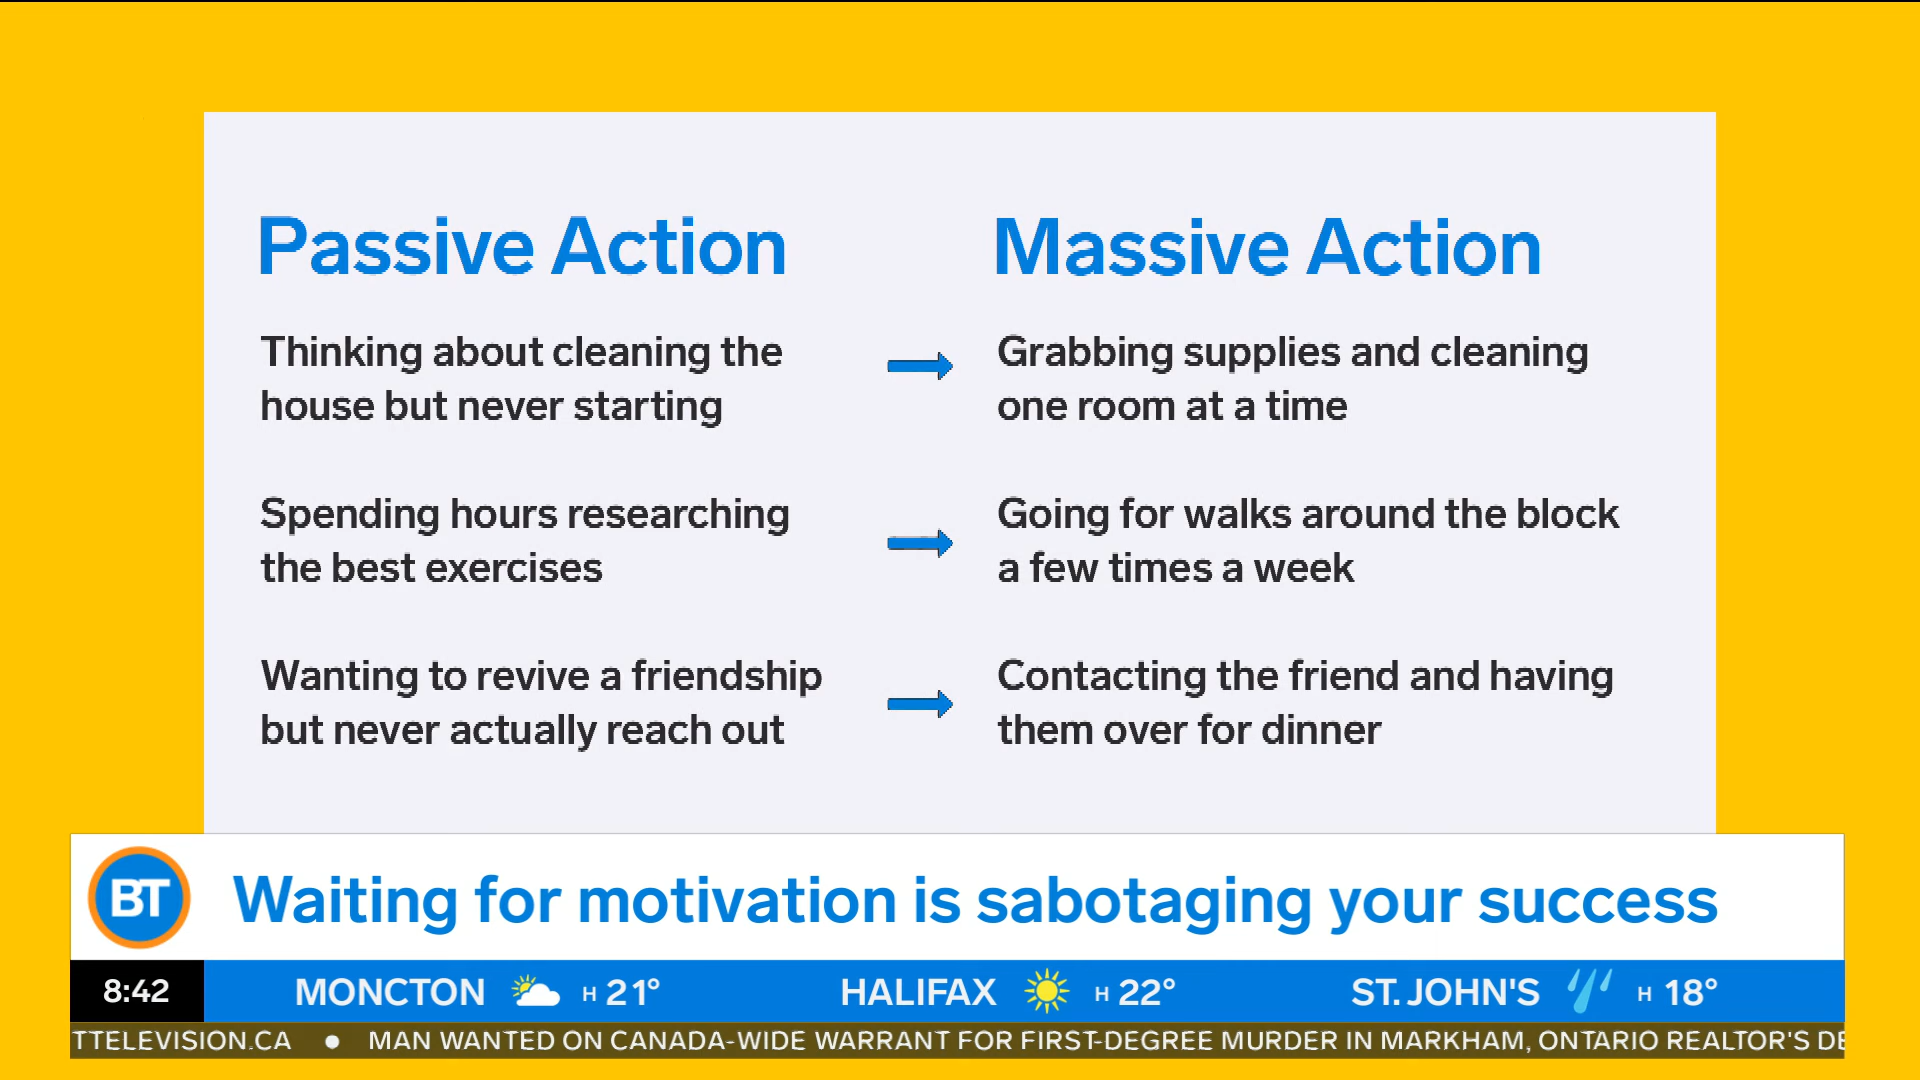 Passive Action
Massive Action
Thinking about cleaning the
house but never starting
Grabbing supplies and cleaning
one room at a time
Spending hours researching
the best exercises
Going for walks around the block
a few times a week
Wanting to revive a friendship
but never actually reach out
Contacting the friend and having
them over for dinner
BT
Waiting for motivation is sabotaging your success
8:42
MONCTON H 21° HALIFAX H 22° ST. JOHN'S H 18°
TTELEVISION.CA ● MAN WANTED ON CANADA-WIDE WARRANT FOR FIRST-DEGREE MURDER IN MARKHAM, ONTARIO REALTOR'S DE